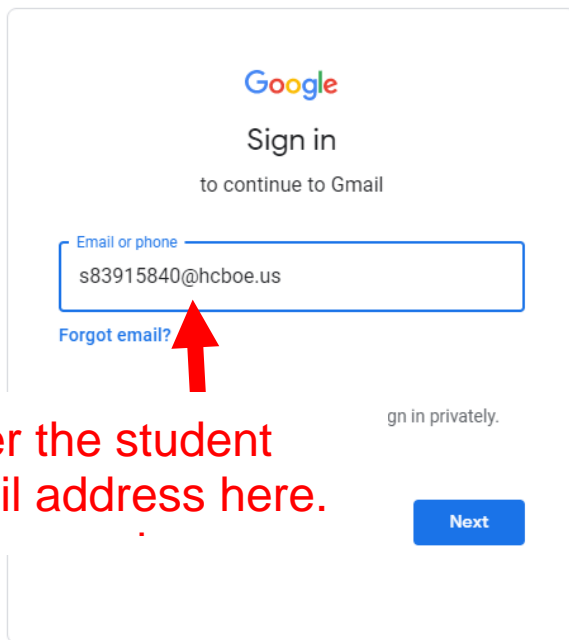 Google
Sign in
to continue to Gmail
Email or phone
s83915840@hcboe.us
Forgot email?
gn in privately.
er the student
il address here.
Next